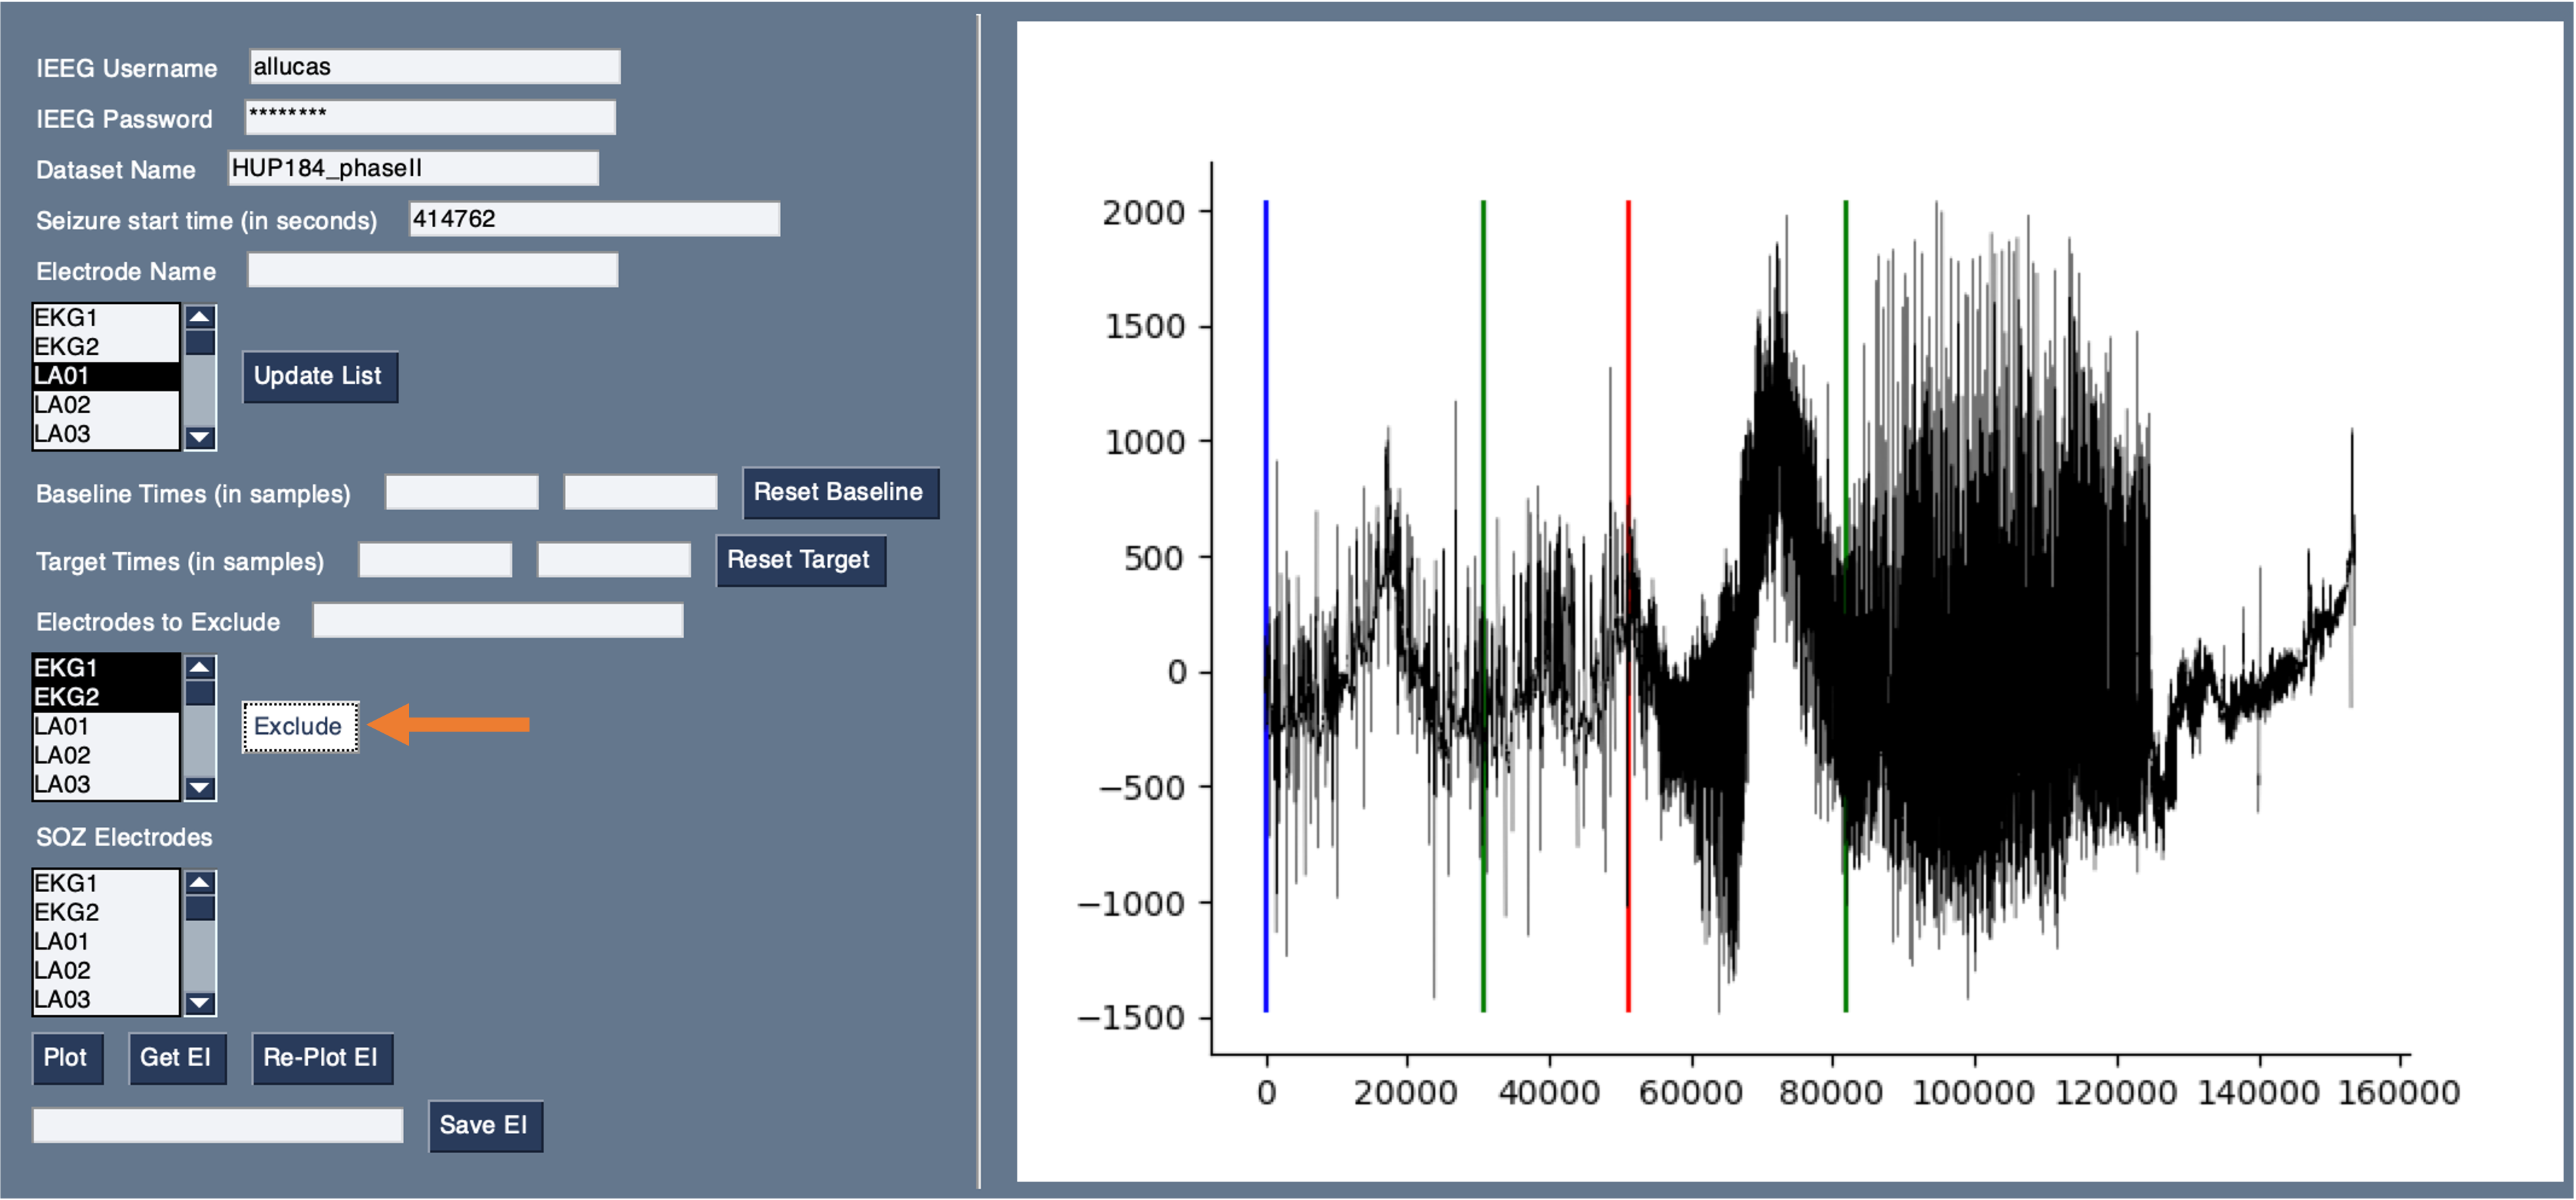 IEEG Username allucas
IEEG Password ********
Dataset Name HUP184_phaseII
Seizure start time (in seconds) 414762
Electrode Name
EKG1
EKG2
LA01
LA02
LA03
Update List
Baseline Times (in samples) Reset Baseline
Target Times (in samples) Reset Target
Electrodes to Exclude
EKG1
EKG2
LA01
LA02
LA03
Exclude
SOZ Electrodes
EKG1
EKG2
LA01
LA02
LA03
Plot Get EI Re-Plot EI
Save EI
2000
1500
1000
500
0
−500
−1000
−1500
0 20000 40000 60000 80000 100000 120000 140000 160000